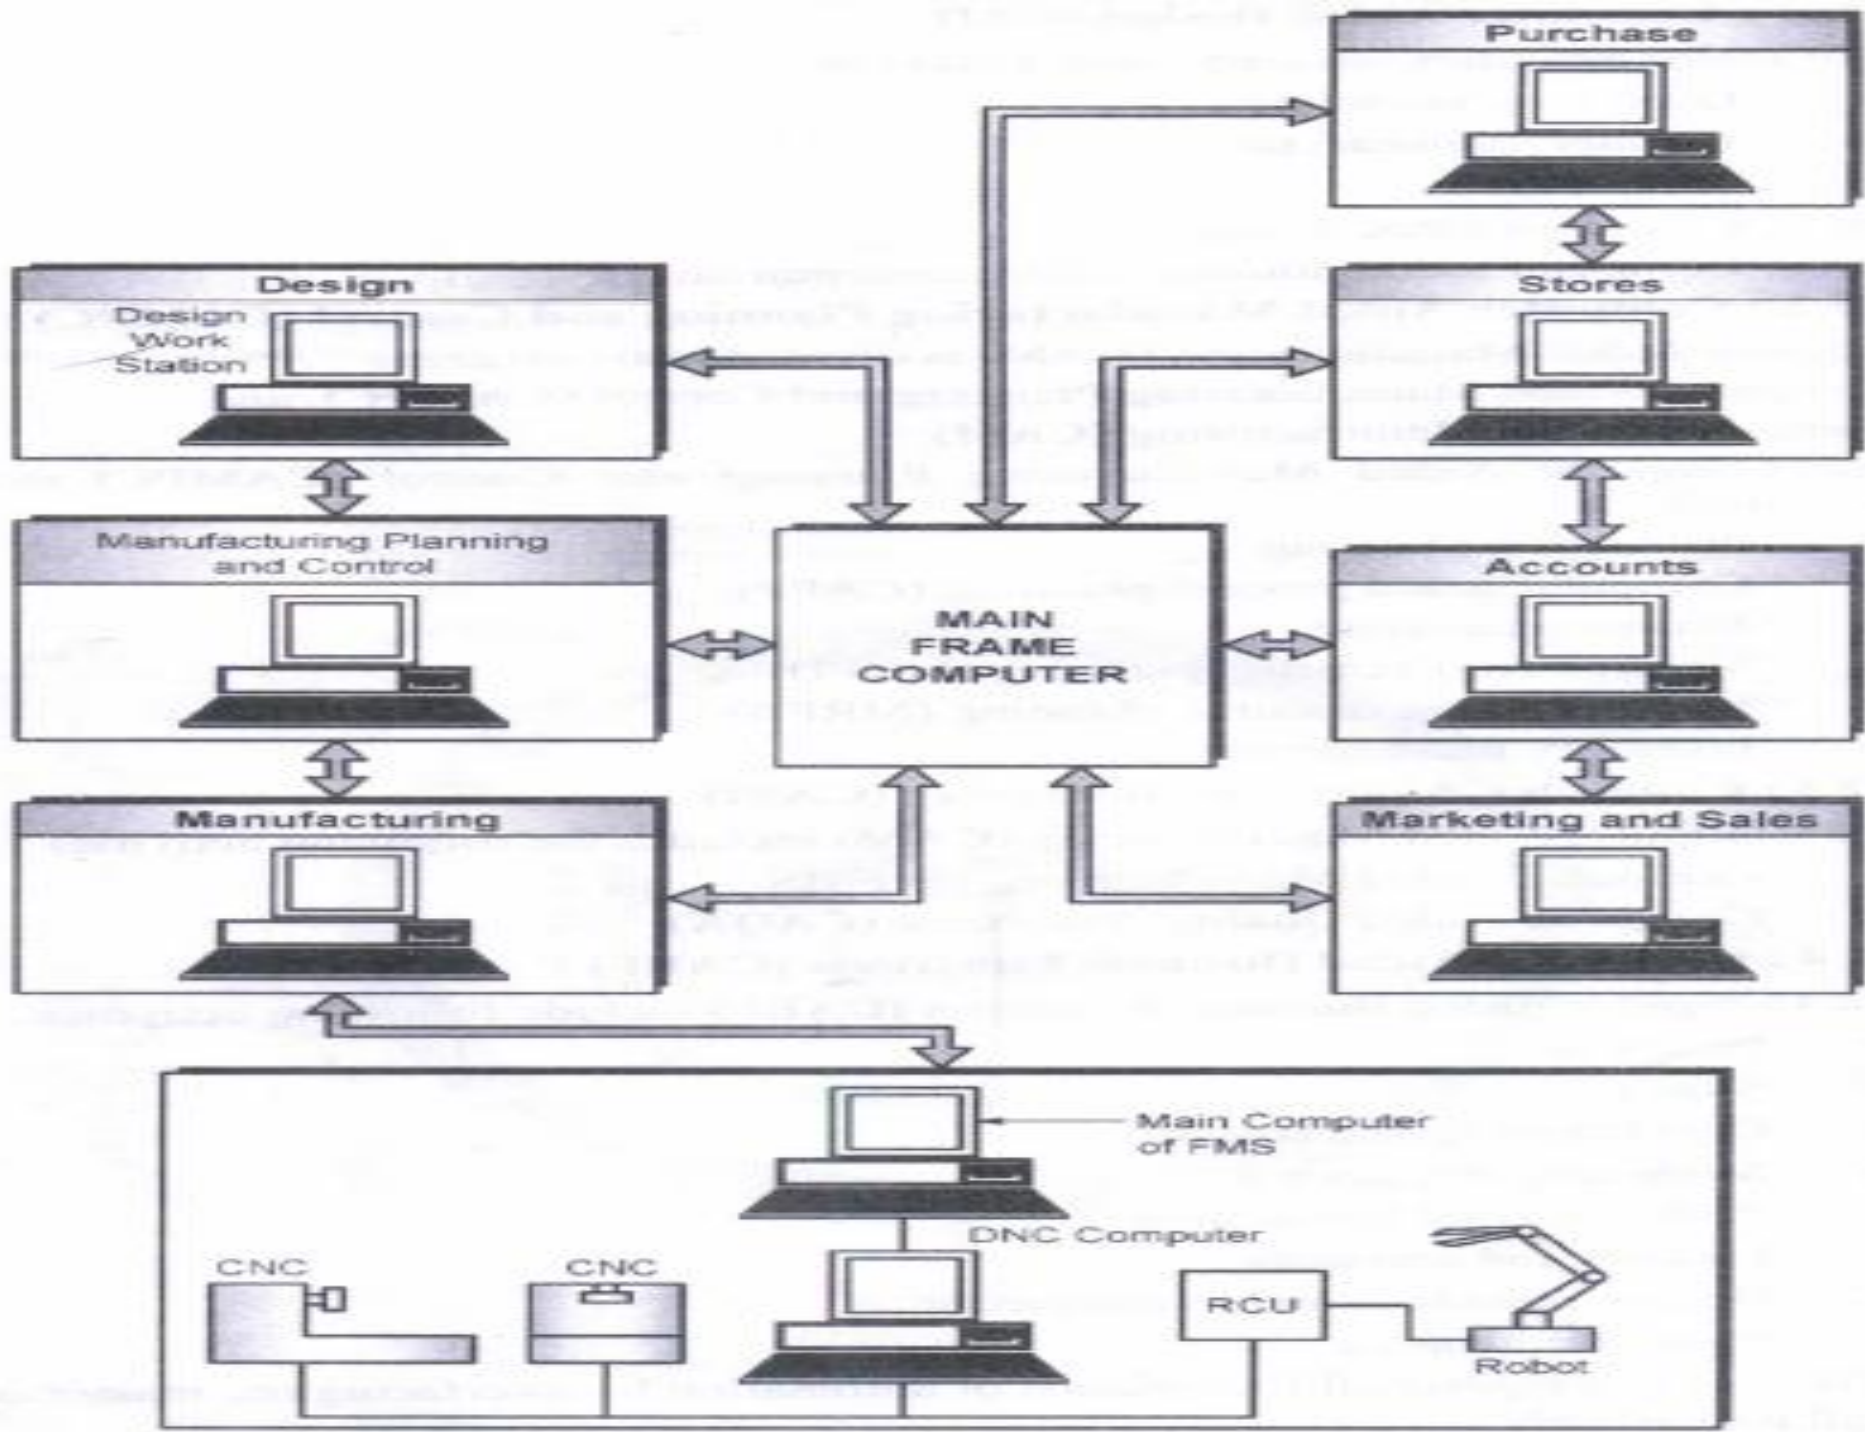 Purchase
Design
Design
Work
Station
Stores
Manufacturing Planning
and Control
Accounts
MAIN
FRAME
COMPUTER
Manufacturing
Marketing and Sales
Main Computer
of FMS
DNC Computer
CNC
CNC
RCU
Robot